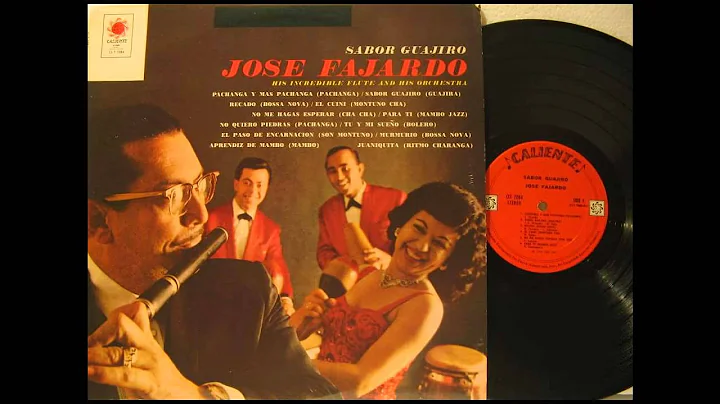 CALIENTE
SABOR GUAJIRO
JOSE FAJARDO
HIS INCREDIBLE FLUTE AND HIS ORCHESTRA
PACHANGA Y MAS PACHANGA (PACHANGA) / SABOR GUAJIRO (GUAJIRA)
RECADO (BOSSA NOVA) / EL CUINI (MONTUNO CHA)
NO ME HAGAS ESPERAR (CHA CHA) / PARA TI (MAMBO JAZZ)
NO QUIERO PIEDRAS (PACHANGA) / TU Y MI SUEÑO (BOLERO)
EL PASO DE ENCARNACION (SON MONTUNO) / MURMURIO (BOSSA NOVA)
APRENDIZ DE MAMBO (MAMBO) JUANIQUITA (RITMO CHARANGA)
CALIENTE
SABOR GUAJIRO
JOSE FAJARDO
STEREO